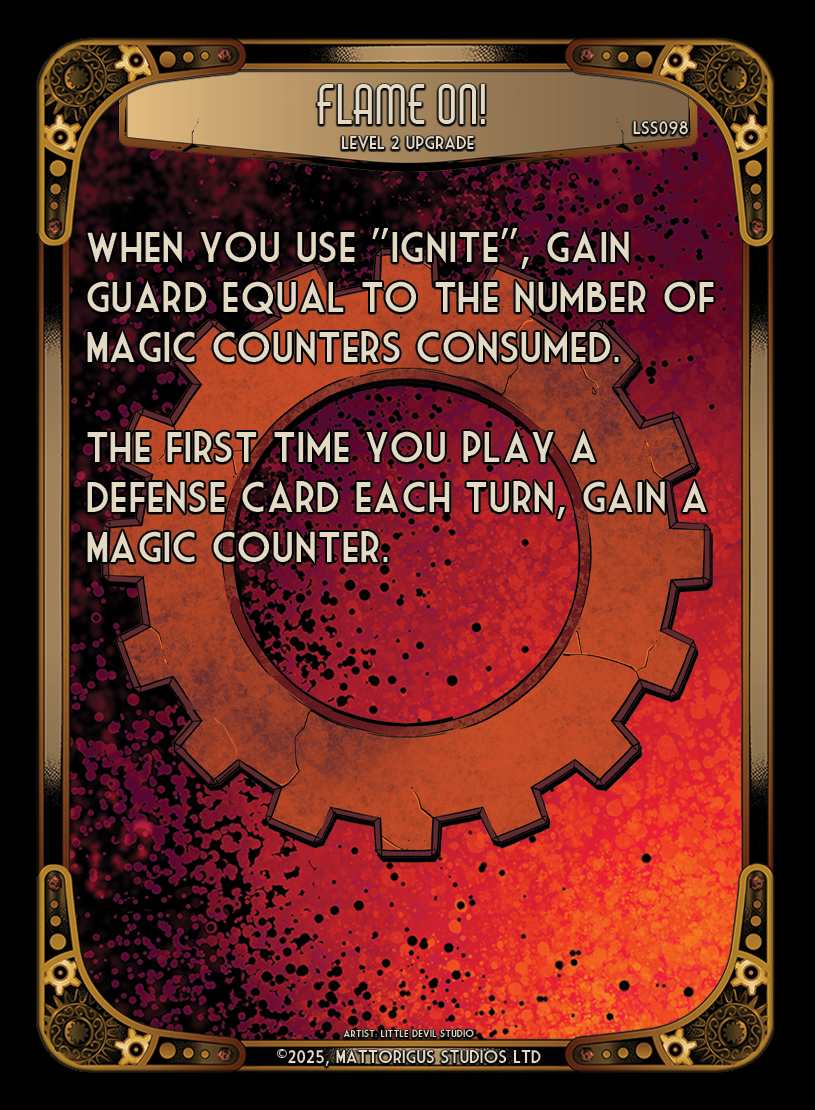 FLAME ON!
LEVEL 2 UPGRADE
LSS098
WHEN YOU USE "IGNITE", GAIN
GUARD EQUAL TO THE NUMBER OF
MAGIC COUNTERS CONSUMED.
THE FIRST TIME YOU PLAY A
DEFENSE CARD EACH TURN, GAIN A
MAGIC COUNTER.
ARTIST: LITTLE DEVIL STUDIO
©2025, MATTORIGUS STUDIOS LTD